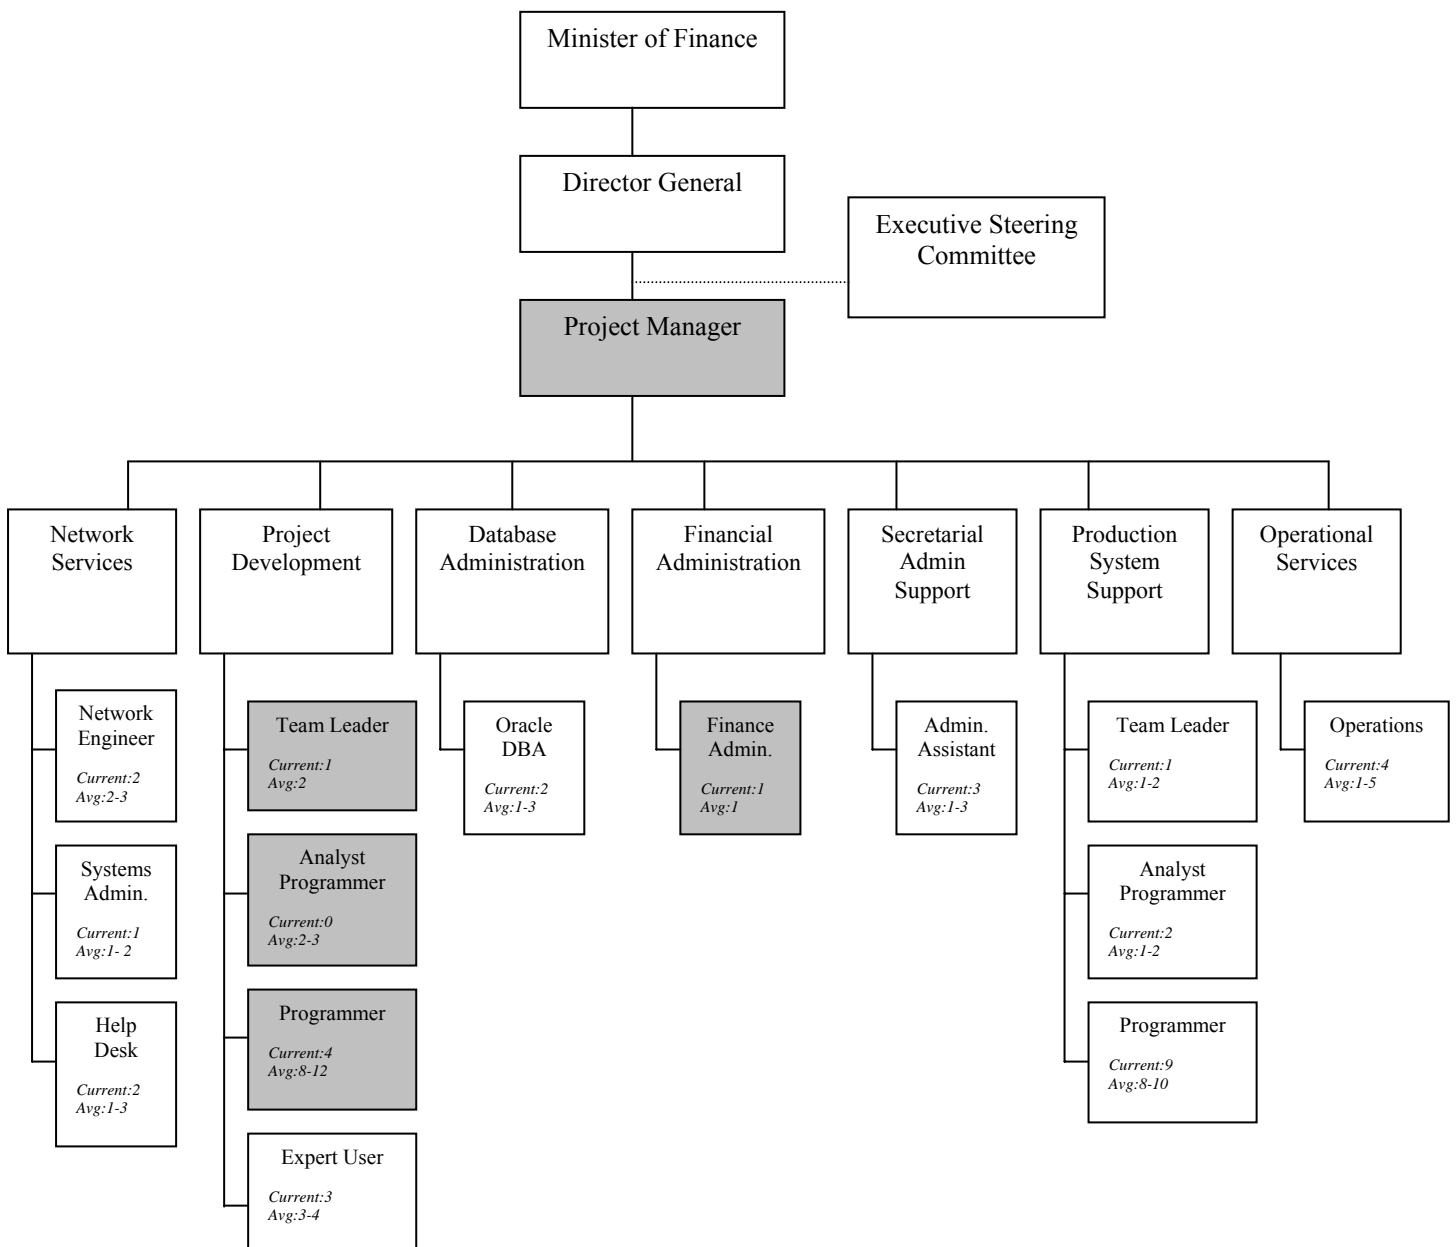 Minister of Finance
Director General
Executive Steering
Committee
Project Manager
Network
Services
Project
Development
Database
Administration
Financial
Administration
Secretarial
Admin
Support
Production
System
Support
Operational
Services
Network
Engineer
Current:2
Avg:2-3
Systems
Admin.
Current:1
Avg:1- 2
Help
Desk
Current:2
Avg:1-3
Team Leader
Current:1
Avg:2
Analyst
Programmer
Current:0
Avg:2-3
Programmer
Current:4
Avg:8-12
Expert User
Current:3
Avg:3-4
Oracle
DBA
Current:2
Avg:1-3
Finance
Admin.
Current:1
Avg:1
Admin.
Assistant
Current:3
Avg:1-3
Team Leader
Current:1
Avg:1-2
Analyst
Programmer
Current:2
Avg:1-2
Programmer
Current:9
Avg:8-10
Operations
Current:4
Avg:1-5